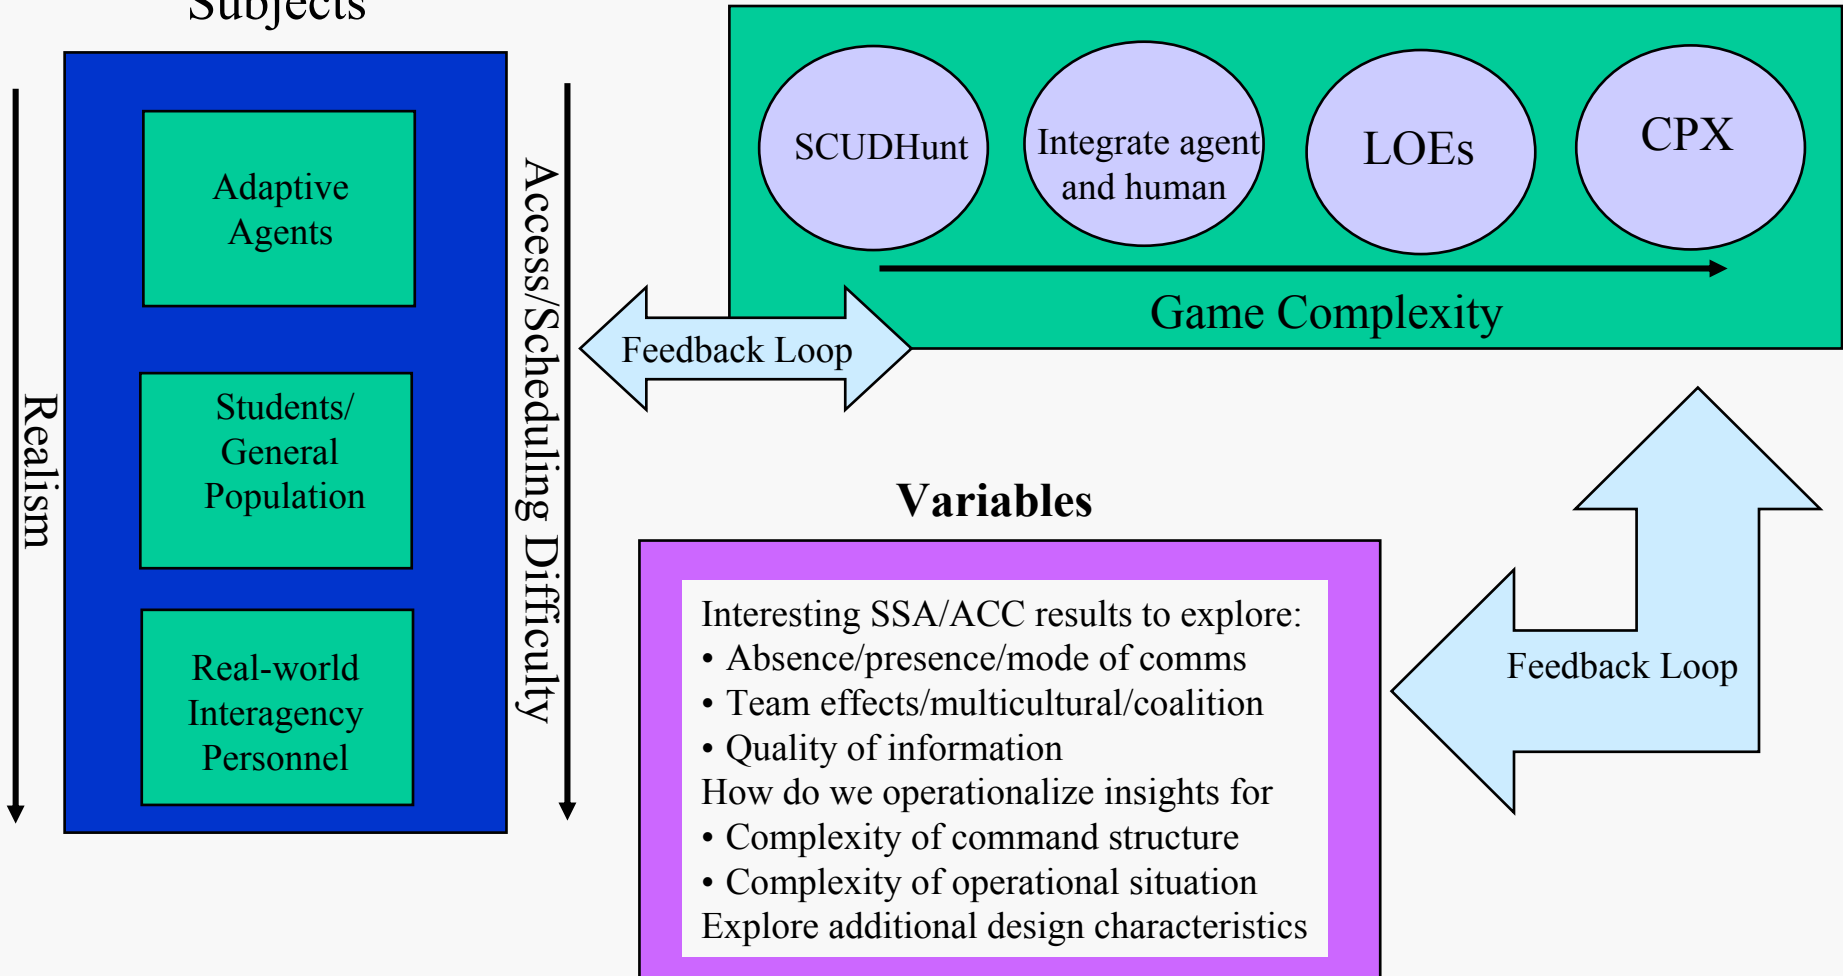 Subjects
Realism
Adaptive
Agents
Students/
General
Population
Real-world
Interagency
Personnel
Access/Scheduling Difficulty
SCUDHunt
Integrate agent
and human
LOEs
CPX
Game Complexity
Feedback Loop
Variables
Interesting SSA/ACC results to explore:
• Absence/presence/mode of comms
• Team effects/multicultural/coalition
• Quality of information
How do we operationalize insights for
• Complexity of command structure
• Complexity of operational situation
Explore additional design characteristics
Feedback Loop